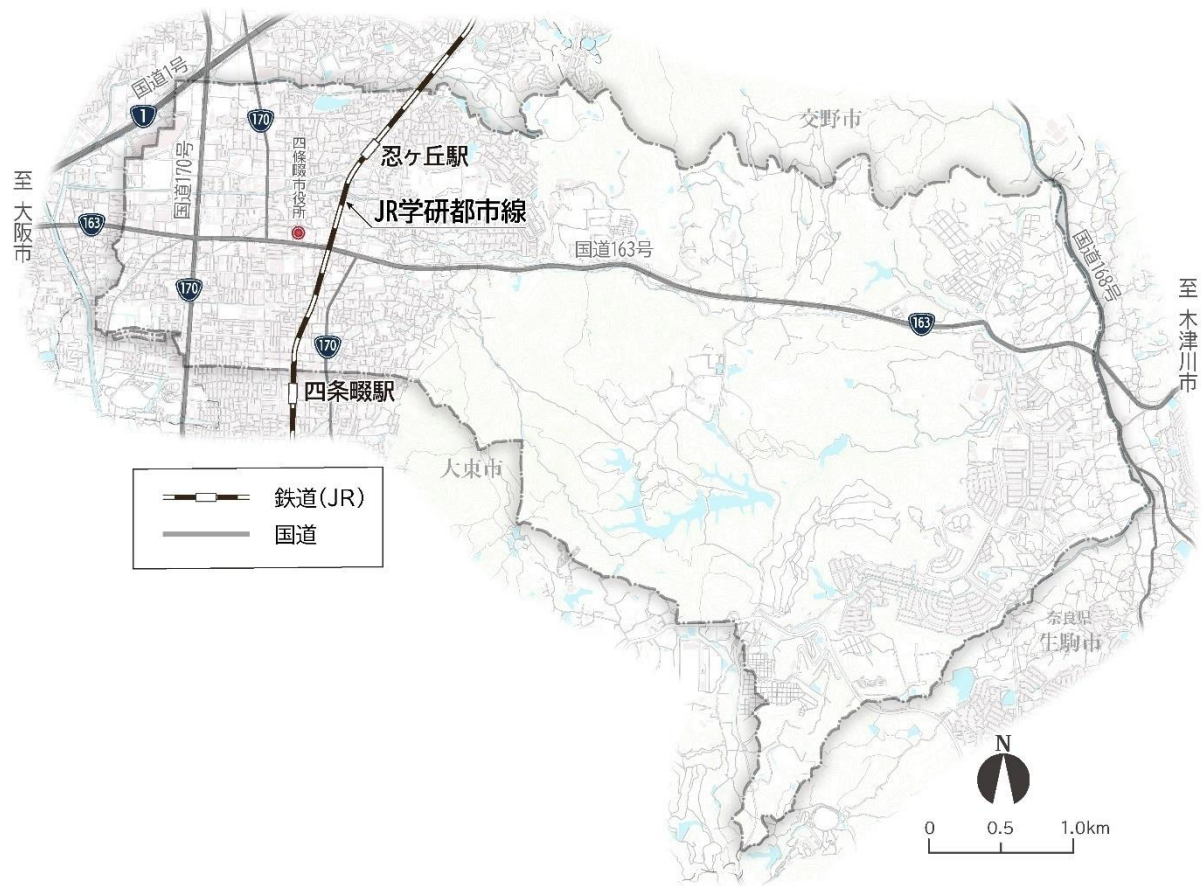 国道1号
1
170
国道170号
四條畷市役所
忍ヶ丘駅
JR学研都市線
至 大阪市
163
国道163号
交野市
国道168号
163
至 木津川市
170
170
四条畷駅
大東市
鉄道(JR)
国道
奈良県
生駒市
N
0 0.5 1.0km